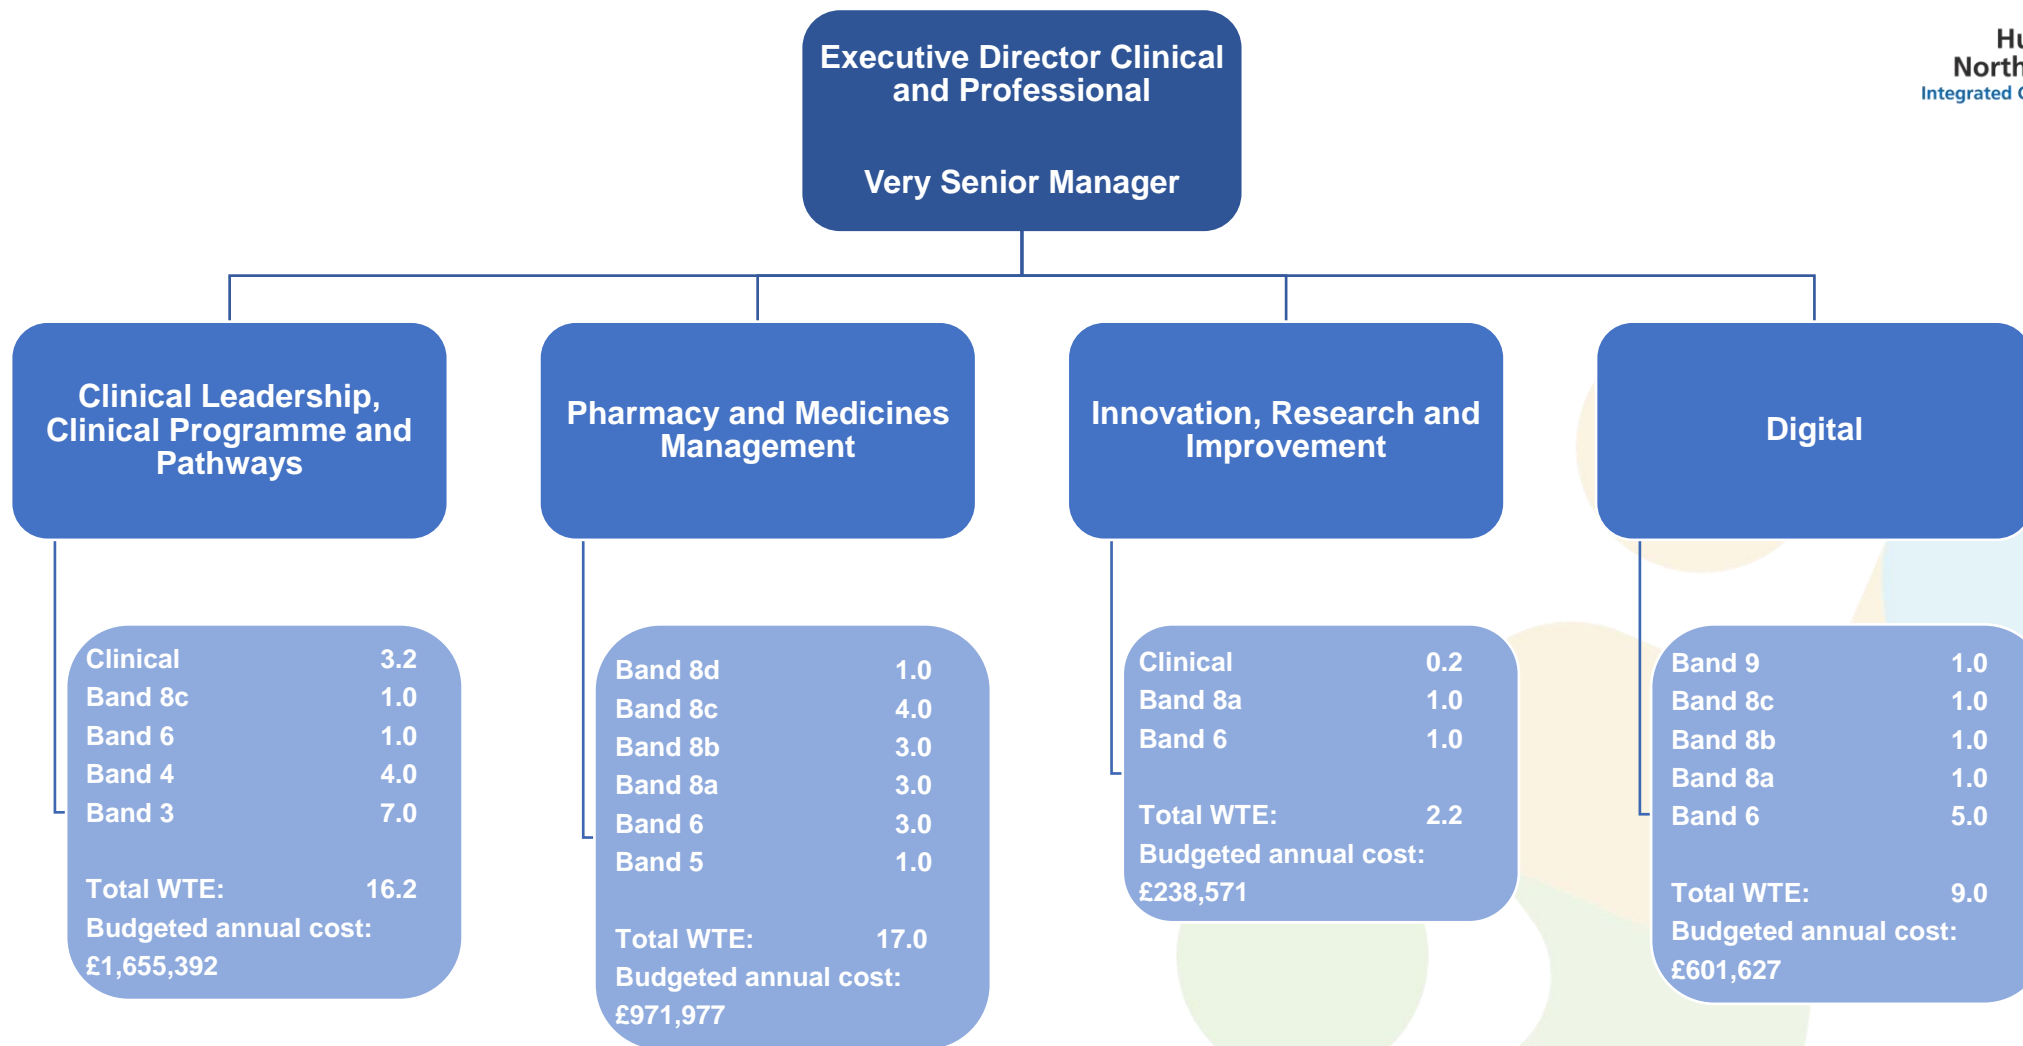 Executive Director Clinical
and Professional
Very Senior Manager
North
Integrated
Clinical Leadership,
Clinical Programme and
Pathways
Pharmacy and Medicines
Management
Innovation, Research and
Improvement
Digital
Clinical 3.2
Band 8c 1.0
Band 6 1.0
Band 4 4.0
Band 3 7.0
Total WTE: 16.2
Budgeted annual cost:
£1,655,392
Band 8d 1.0
Band 8c 4.0
Band 8b 3.0
Band 8a 3.0
Band 6 3.0
Band 5 1.0
Total WTE: 17.0
Budgeted annual cost:
£971,977
Clinical 0.2
Band 8a 1.0
Band 6 1.0
Total WTE: 2.2
Budgeted annual cost:
£238,571
Band 9 1.0
Band 8c 1.0
Band 8b 1.0
Band 8a 1.0
Band 6 5.0
Total WTE: 9.0
Budgeted annual cost:
£601,627